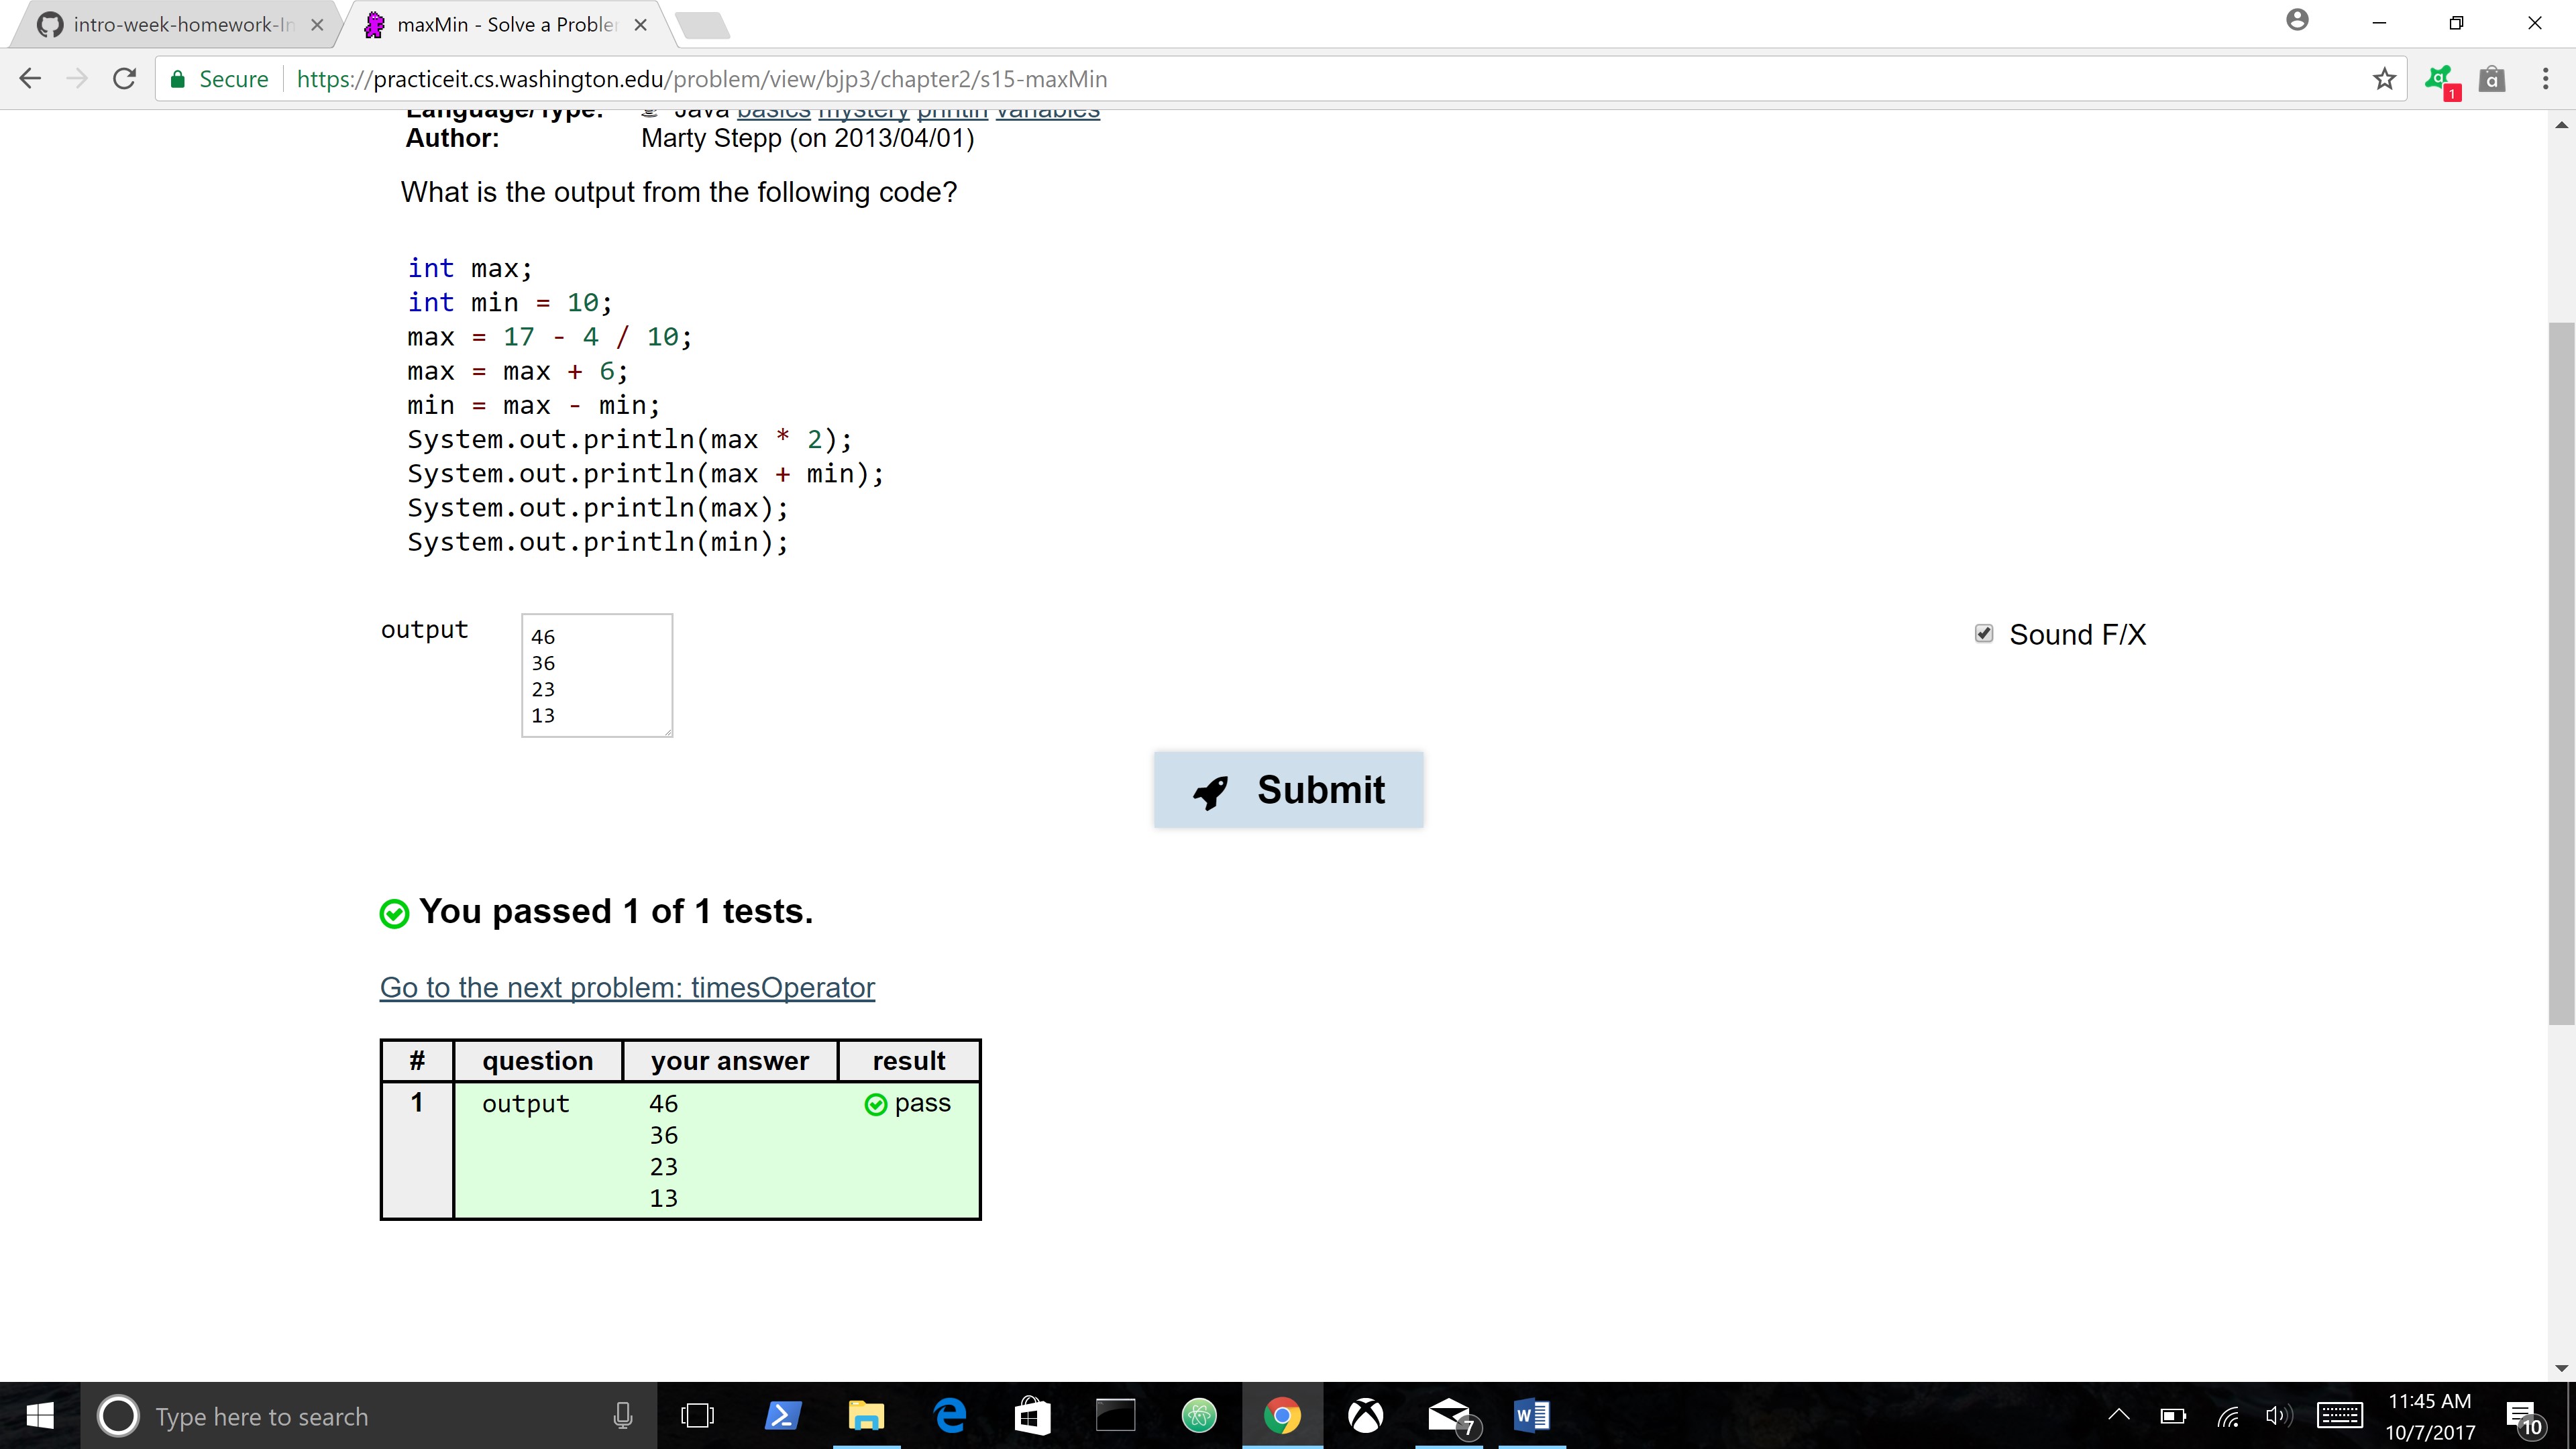 intro-week-homework-In
maxMin - Solve a Probler
Secure https://practiceit.cs.washington.edu/problem/view/bjp3/chapter2/s15-maxMin
1
Language/Type: Java basics mystery println variables
Author: Marty Stepp (on 2013/04/01)
What is the output from the following code?
int max;
int min = 10;
max = 17 - 4 / 10;
max = max + 6;
min = max - min;
System.out.println(max * 2);
System.out.println(max + min);
System.out.println(max);
System.out.println(min);
output
46
36
23
13
Sound F/X
Submit
You passed 1 of 1 tests.
Go to the next problem: timesOperator
# question your answer result
1 output 46 pass
36
23
13
Type here to search
7
11:45 AM
10/7/2017
10